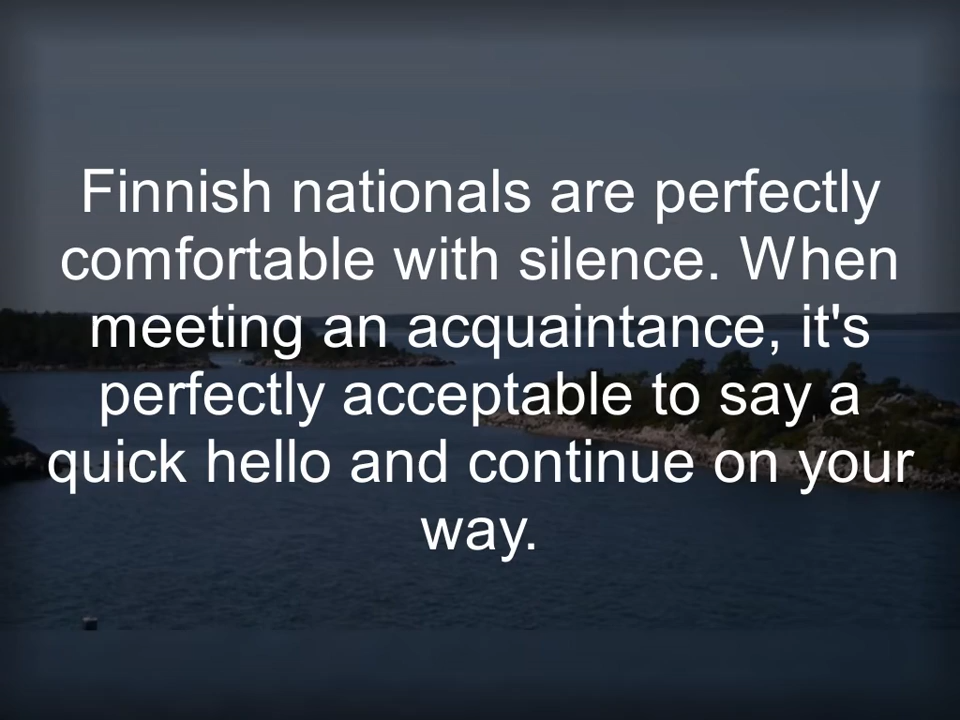 Finnish nationals are perfectly
comfortable with silence. When
meeting an acquaintance, it's
perfectly acceptable to say a
quick hello and continue on your
way.